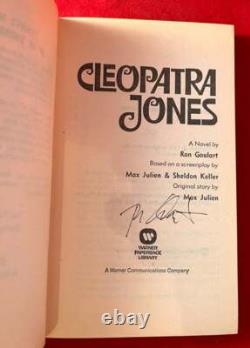 CLEOPATRA
JONES
A Novel by
Ron Goulart
Based on a screenplay by
Max Julien & Sheldon Keller
Original story by
Max Julien
WARNER
PAPERBACK
LIBRARY
A Warner Communications Company